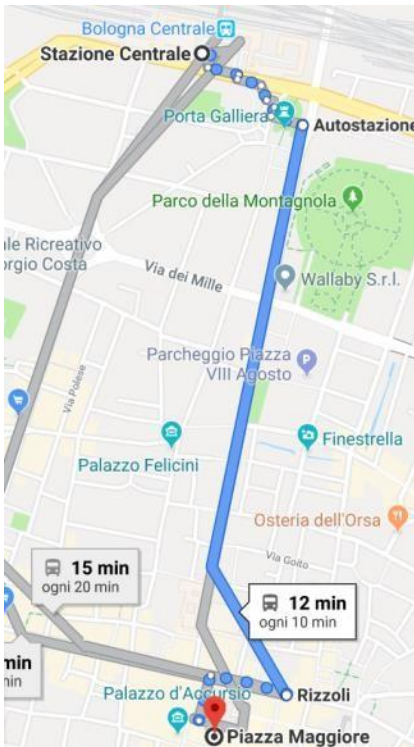 Bologna Centrale
Stazione Centrale
Porta Galliera
Autostazione
Parco della Montagnola
ale Ricreativo
orgio Costa
Via dei Mille
Wallaby S.r.l.
Parcheggio Piazza
VIII Agosto
Via Polese
Finestrella
Palazzo Felicini
Osteria dell'Orsa
Via Goito
15 min
ogni 20 min
12 min
ogni 10 min
min
min
Rizzoli
Palazzo d'Accursio
Piazza Maggiore